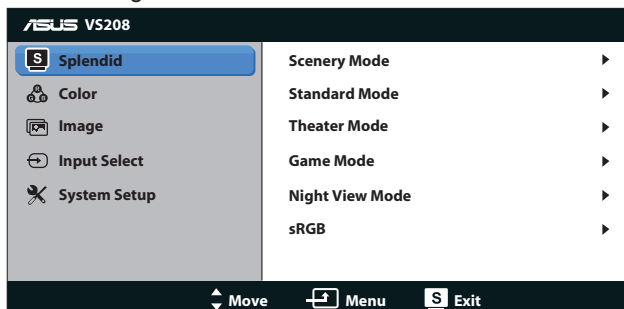 ASUS VS208
S Splendid
Color
Image
Input Select
System Setup
Scenery Mode
Standard Mode
Theater Mode
Game Mode
Night View Mode
sRGB
Move Menu S Exit